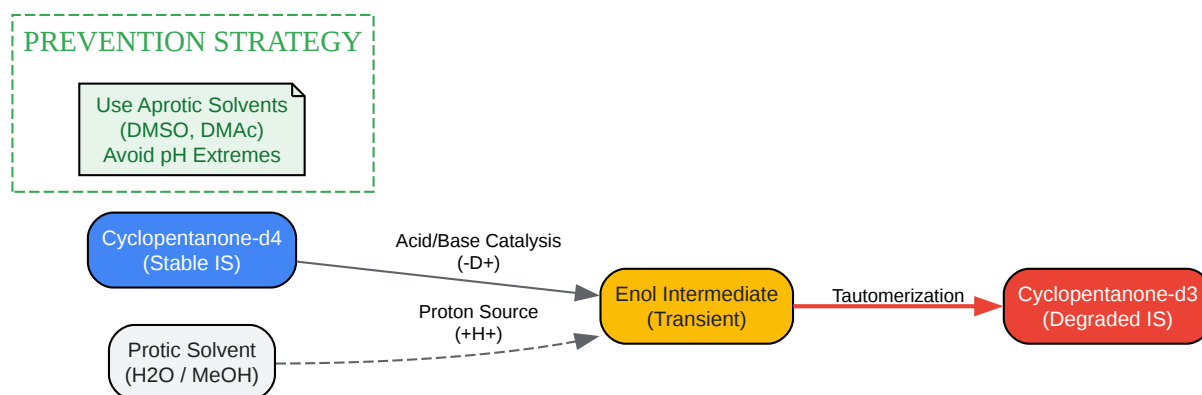 PREVENTION STRATEGY
Use Aprotic Solvents
(DMSO, DMAc)
Avoid pH Extremes
Cyclopentanone-d4
(Stable IS)
Acid/Base Catalysis
(-D+)
Proton Source
(+H+)
Protic Solvent
(H2O / MeOH)
Enol Intermediate
(Transient)
Tautomerization
Cyclopentanone-d3
(Degraded IS)